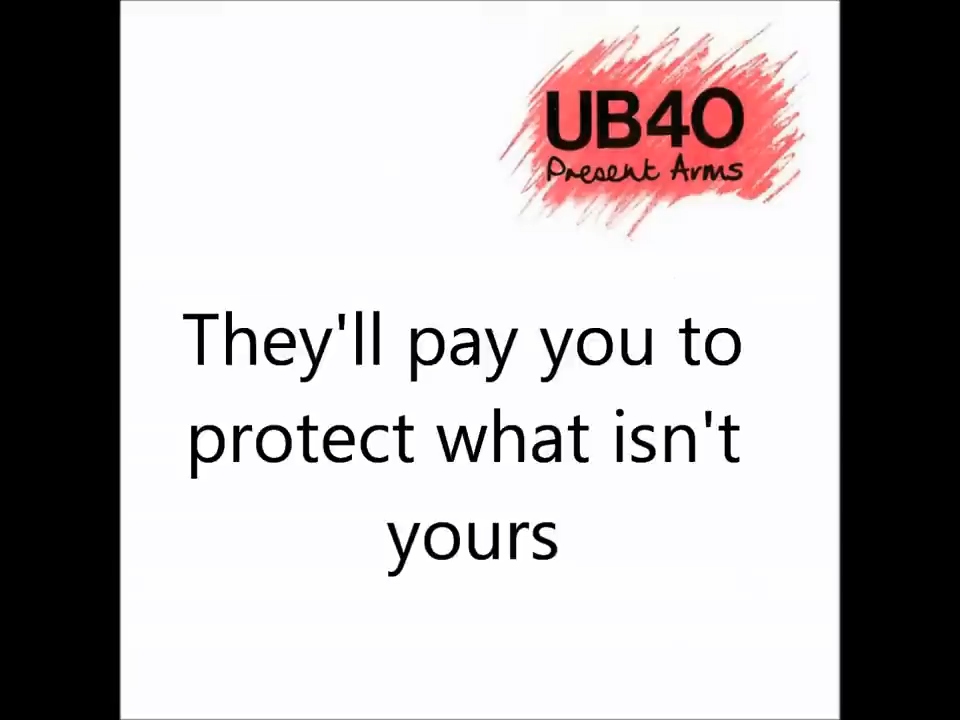 UB40
Present Arms
They'll pay you to
protect what isn't
yours